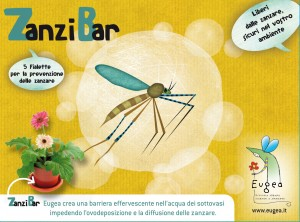 ZanziBar
Liberi
dalle zanzare,
sicuri nel vostro
ambiente
5 Fialette
per la prevenzione
delle zanzare
Eugea
www.eugea.it
ZanziBar Eugea crea una barriera effervescente nell'acqua dei sottovasi
impedendo l'ovodeposizione e la diffusione delle zanzare.